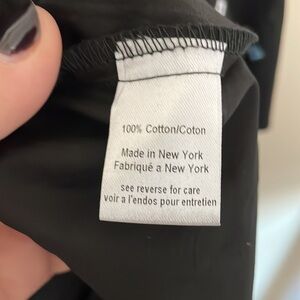 100% Cotton/Coton
Made in New York
Fabriqué a New York
see reverse for care
voir a l'endos pour entretien